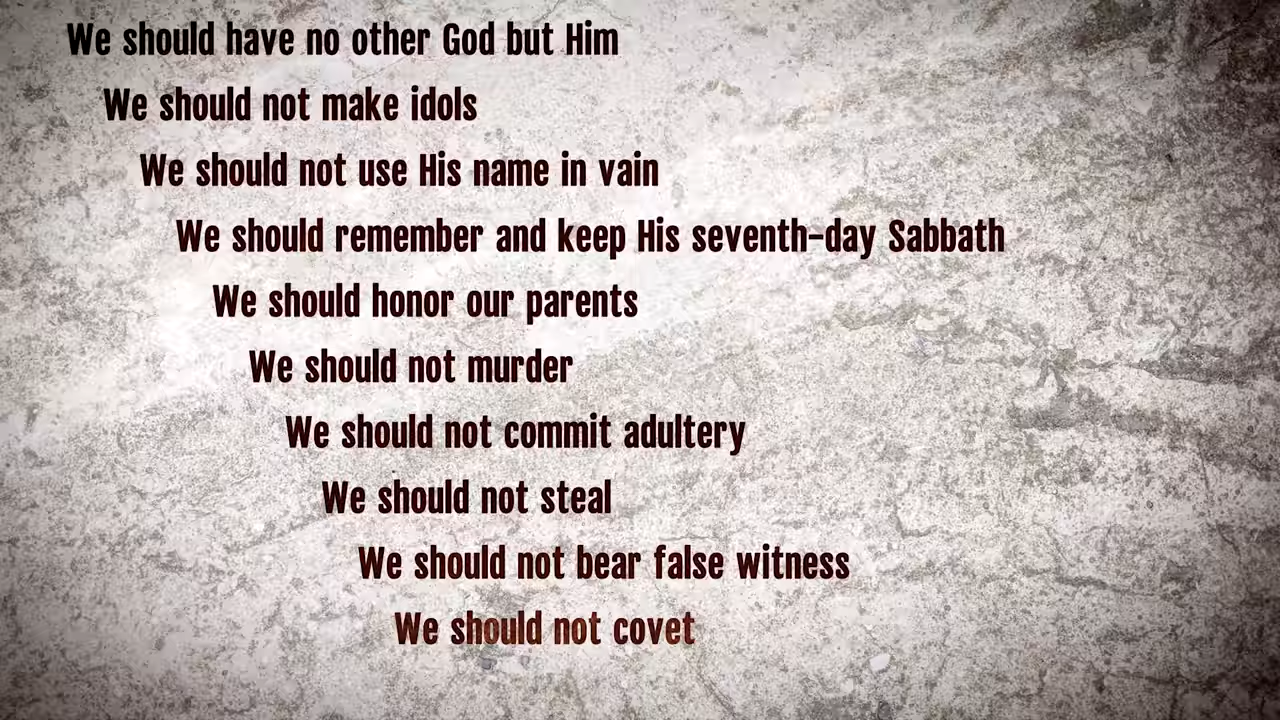 We should have no other God but Him
We should not make idols
We should not use His name in vain
We should remember and keep His seventh-day Sabbath
We should honor our parents
We should not murder
We should not commit adultery
We should not steal
We should not bear false witness
We should not covet